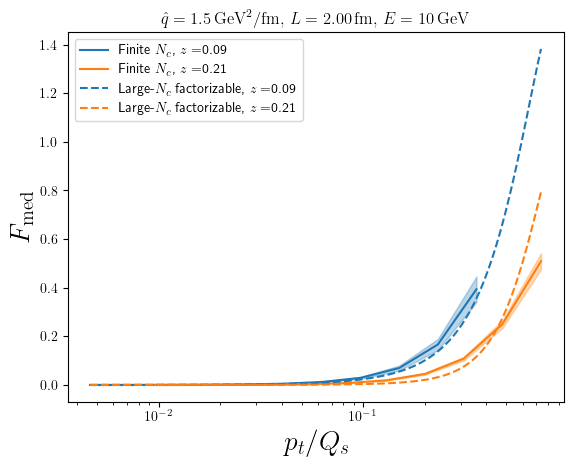 q̂ = 1.5 GeV²/fm, L = 2.00 fm, E = 10 GeV
Finite N_c, z =0.09
Finite N_c, z =0.21
Large-N_c factorizable, z =0.09
Large-N_c factorizable, z =0.21
F_med
1.4
1.2
1.0
0.8
0.6
0.4
0.2
0.0
10⁻² 10⁻¹
p_t/Q_s